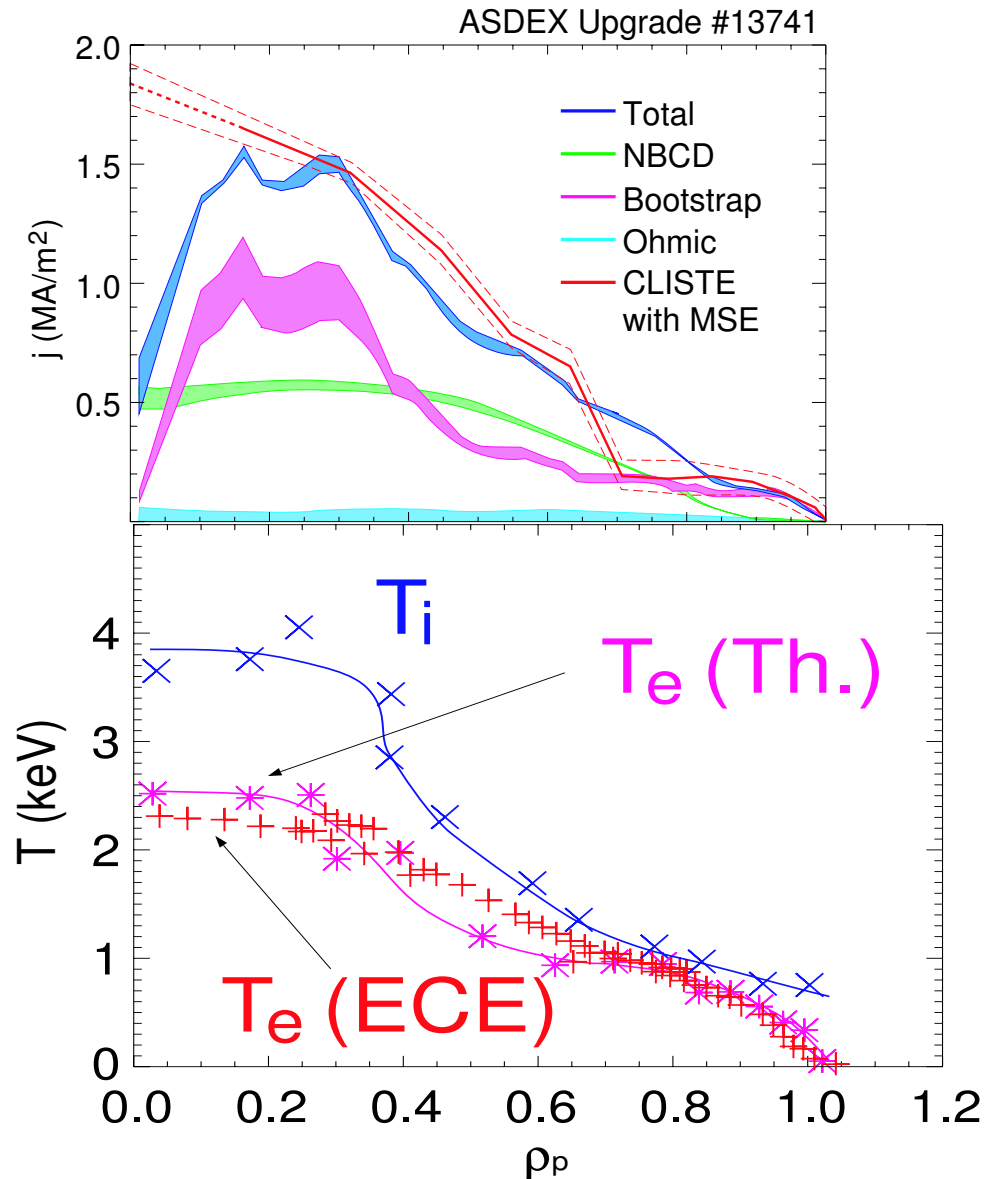 ASDEX Upgrade #13741
2.0
1.5
1.0
0.5
j (MA/m²)
Total
NBCD
Bootstrap
Ohmic
CLISTE
with MSE
4
3
2
1
0
T (keV)
Tᵢ
Tₑ (Th.)
Tₑ (ECE)
0.0 0.2 0.4 0.6 0.8 1.0 1.2
ρₚ